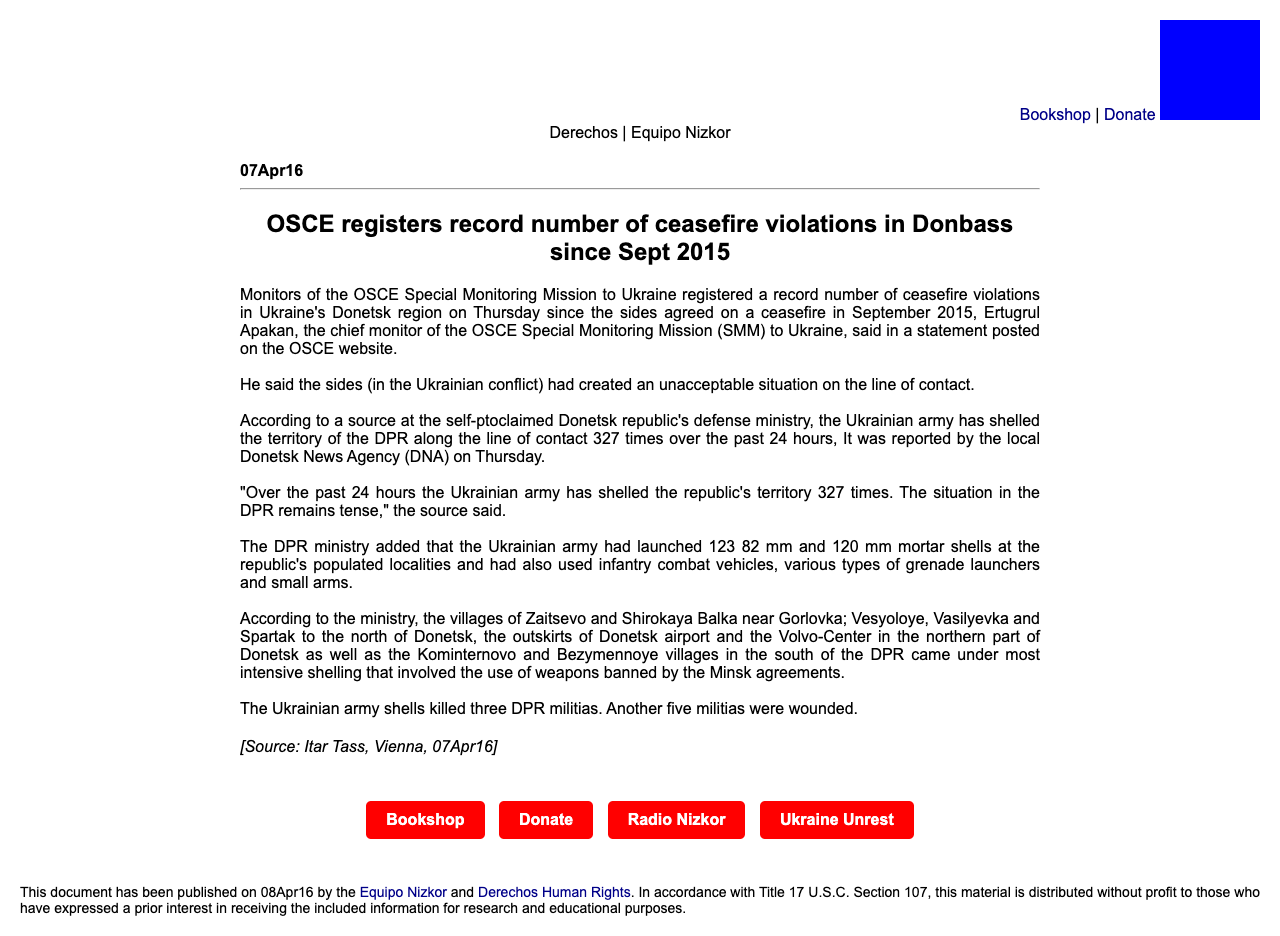 Bookshop | Donate
Derechos | Equipo Nizkor
07Apr16
OSCE registers record number of ceasefire violations in Donbass
since Sept 2015
Monitors of the OSCE Special Monitoring Mission to Ukraine registered a record number of ceasefire violations
in Ukraine's Donetsk region on Thursday since the sides agreed on a ceasefire in September 2015, Ertugrul
Apakan, the chief monitor of the OSCE Special Monitoring Mission (SMM) to Ukraine, said in a statement posted
on the OSCE website.
He said the sides (in the Ukrainian conflict) had created an unacceptable situation on the line of contact.
According to a source at the self-ptoclaimed Donetsk republic's defense ministry, the Ukrainian army has shelled
the territory of the DPR along the line of contact 327 times over the past 24 hours, It was reported by the local
Donetsk News Agency (DNA) on Thursday.
"Over the past 24 hours the Ukrainian army has shelled the republic's territory 327 times. The situation in the
DPR remains tense," the source said.
The DPR ministry added that the Ukrainian army had launched 123 82 mm and 120 mm mortar shells at the
republic's populated localities and had also used infantry combat vehicles, various types of grenade launchers
and small arms.
According to the ministry, the villages of Zaitsevo and Shirokaya Balka near Gorlovka; Vesyoloye, Vasilyevka and
Spartak to the north of Donetsk, the outskirts of Donetsk airport and the Volvo-Center in the northern part of
Donetsk as well as the Kominternovo and Bezymennoye villages in the south of the DPR came under most
intensive shelling that involved the use of weapons banned by the Minsk agreements.
The Ukrainian army shells killed three DPR militias. Another five militias were wounded.
[Source: Itar Tass, Vienna, 07Apr16]
Bookshop Donate Radio Nizkor Ukraine Unrest
This document has been published on 08Apr16 by the Equipo Nizkor and Derechos Human Rights. In accordance with Title 17 U.S.C. Section 107, this material is distributed without profit to those who
have expressed a prior interest in receiving the included information for research and educational purposes.